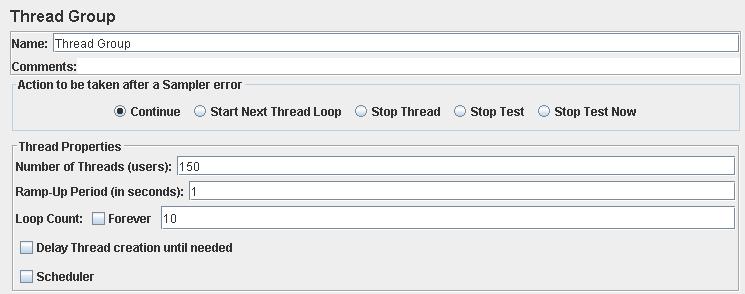 Thread Group
Name: Thread Group
Comments:
Action to be taken after a Sampler error
Continue Start Next Thread Loop Stop Thread Stop Test Stop Test Now
Thread Properties
Number of Threads (users): 150
Ramp-Up Period (in seconds): 1
Loop Count: Forever 10
Delay Thread creation until needed
Scheduler